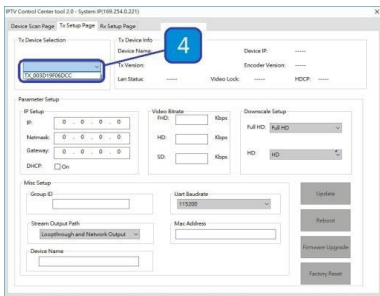 IPTV Control Center tool 2.0 - System IP(169.254.0.221)
Device Scan Page Tx Setup Page Rx Setup Page
Tx Device Selection
TX_003D19F06DCC
Tx Device Info
Device Name:
Device IP: -----
Tx Version:
Encoder Version: -----
Lan Status: -----
Video Lock: -----
HDCP: -----
4
Parameter Setup
IP Setup
IP: 0 . 0 . 0 . 0
Netmask: 0 . 0 . 0 . 0
Gateway: 0 . 0 . 0 . 0
DHCP: On
Video Bitrate
FHD: Kbps
HD: Kbps
SD: Kbps
Downscale Setup
Full HD: Full HD
HD: HD
Misc Setup
Group ID
Uart Baudrate
115200
Stream Output Path
Loopthrough and Network Output
Mac Address
Device Name
Update
Reboot
Firmware Upgrade
Factory Reset